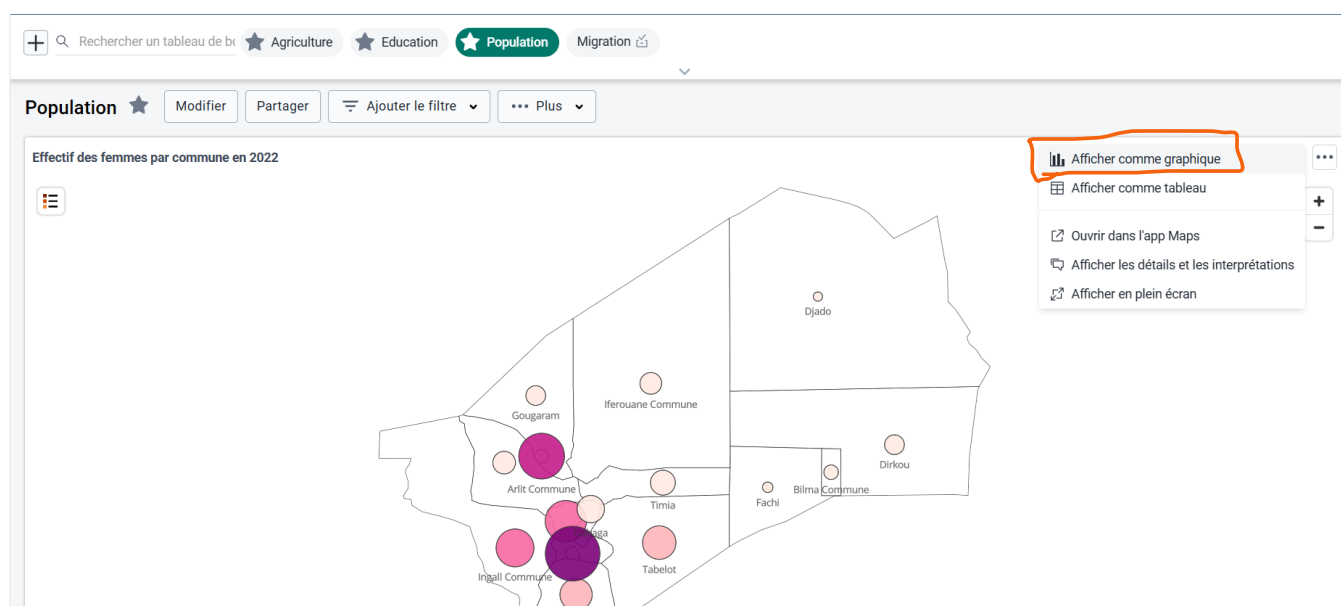 Rechercher un tableau de bo
Agriculture
Education
Population
Migration
Population
Modifier
Partager
Ajouter le filtre
Plus
Effectif des femmes par commune en 2022
Afficher comme graphique
Afficher comme tableau
Ouvrir dans l'app Maps
Afficher les détails et les interprétations
Afficher en plein écran
Djado
Iferouane Commune
Gougaram
Dirkou
Arlit Commune
Bilma Commune
Timia
Fachi
Tabelot
Ingall Commune